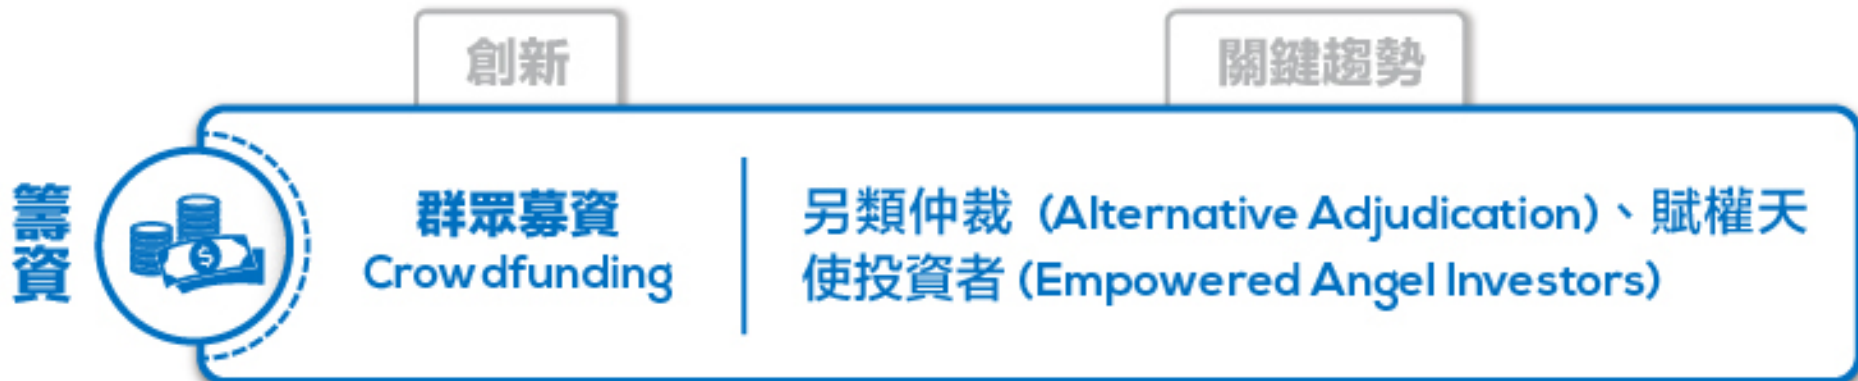 創新
關鍵趨勢
籌資
群眾募資
Crowdfunding
另類仲裁 (Alternative Adjudication)、賦權天
使投資者 (Empowered Angel Investors)